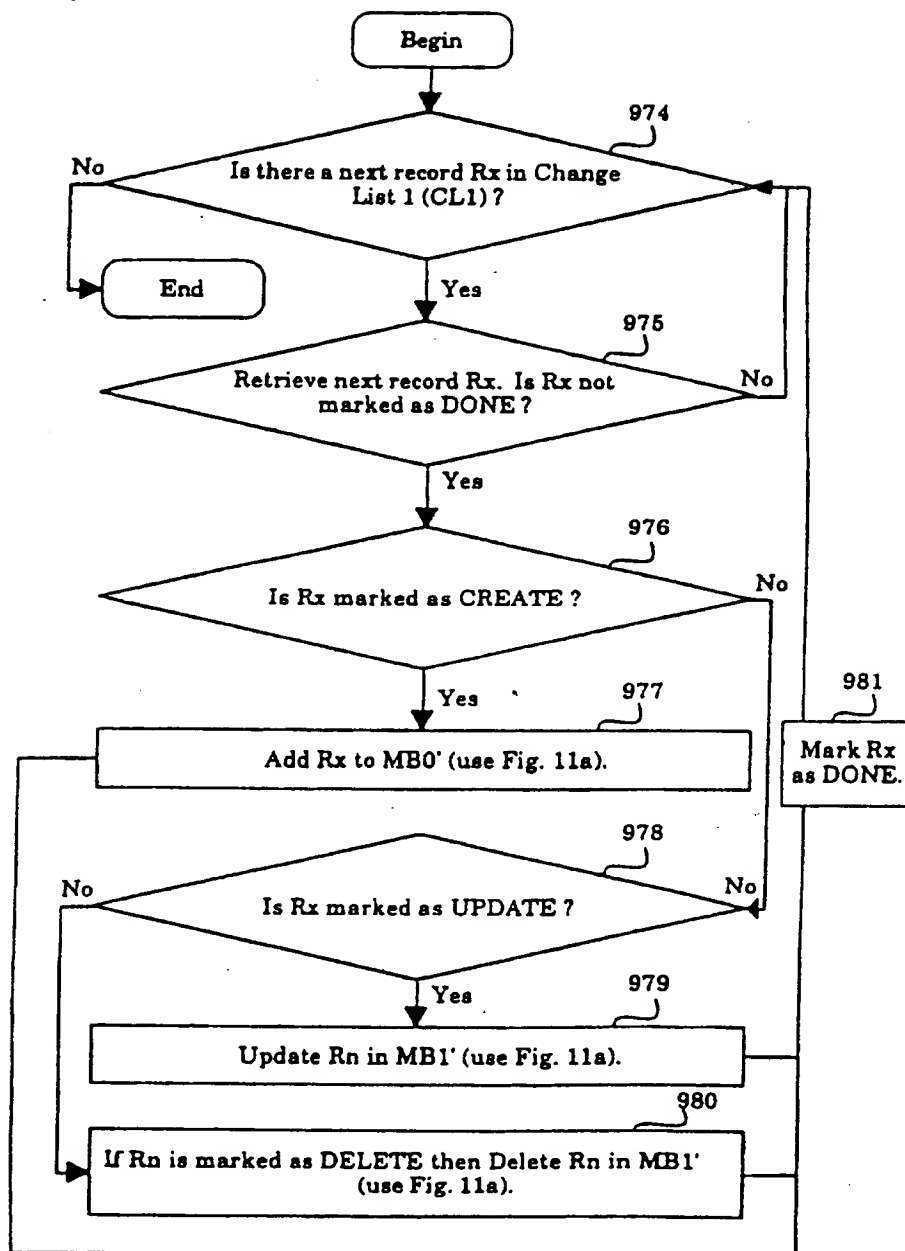 Begin
974
No
Is there a next record Rx in Change
List 1 (CL1) ?
End
Yes
975
Retrieve next record Rx. Is Rx not
marked as DONE ?
No
Yes
976
No
Is Rx marked as CREATE ?
Yes
977
981
Add Rx to MB0' (use Fig. 11a).
Mark Rx
as DONE.
978
No
No
Is Rx marked as UPDATE ?
Yes
979
Update Rn in MB1' (use Fig. 11a).
980
If Rn is marked as DELETE then Delete Rn in MB1'
(use Fig. 11a).